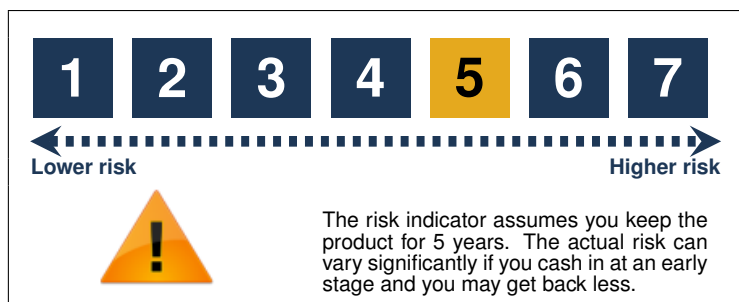 1 2 3 4 5 6 7
Lower risk Higher risk
!
The risk indicator assumes you keep the
product for 5 years. The actual risk can
vary significantly if you cash in at an early
stage and you may get back less.